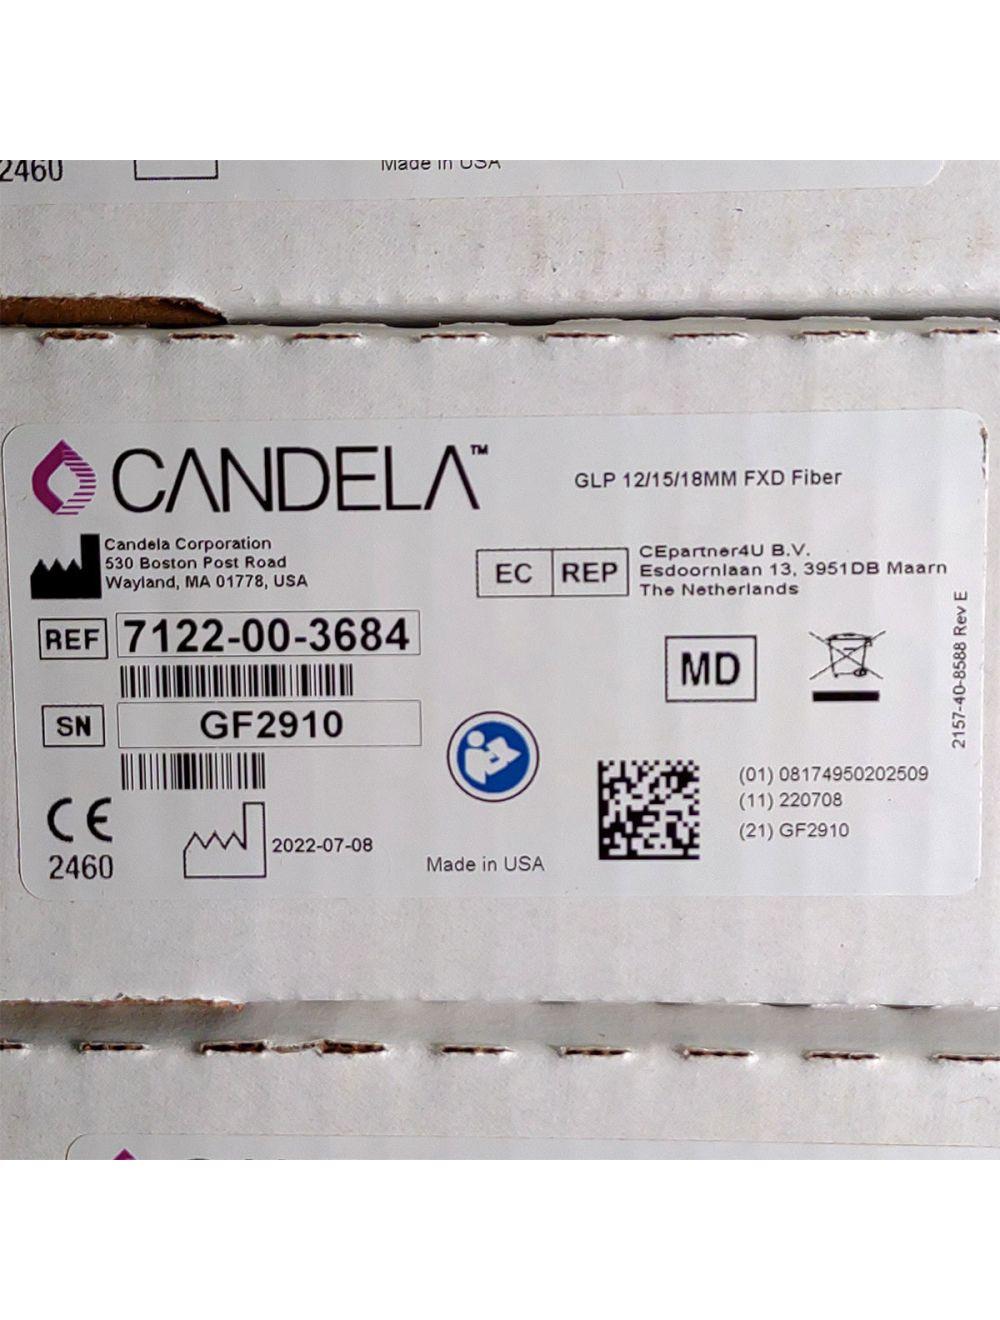 2460
Made in USA
CANDELA™
GLP 12/15/18MM FXD Fiber
Candela Corporation
530 Boston Post Road
Wayland, MA 01778, USA
EC REP
CEpartner4U B.V.
Esdoornlaan 13, 3951DB Maarn
The Netherlands
REF 7122-00-3684
MD
SN GF2910
2157-40-8588 Rev E
(01) 08174950202509
(11) 220708
(21) GF2910
CE
2460
2022-07-08
Made in USA